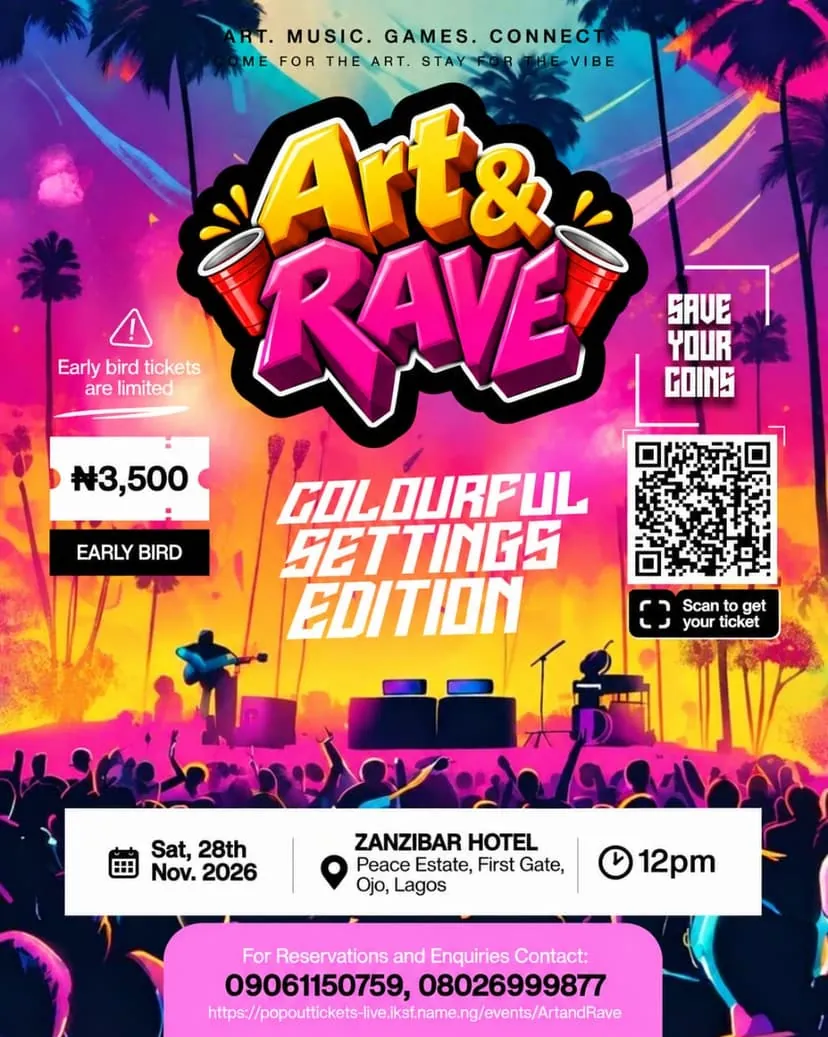 ART. MUSIC. GAMES. CONNECT
COME FOR THE ART. STAY FOR THE VIBE
Art&
RAVE
SAVE
YOUR
COINS
Early bird tickets
are limited
₦3,500
EARLY BIRD
COLOURFUL
SETTINGS
EDITION
Scan to get
your ticket
Sat, 28th
Nov. 2026
ZANZIBAR HOTEL
Peace Estate, First Gate,
Ojo, Lagos
12pm
For Reservations and Enquiries Contact:
09061150759, 08026999877
https://popouttickets-live.ikst.name.ng/events/ArtandRave